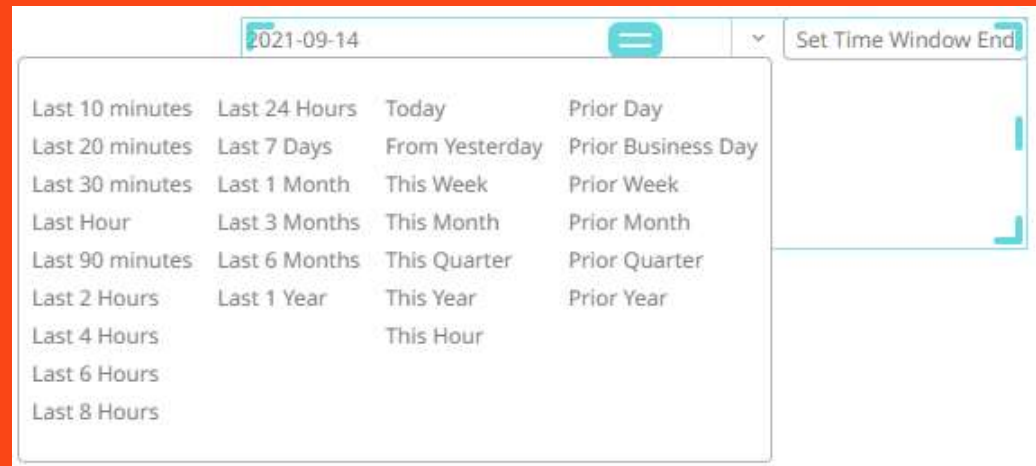 2021-09-14
Set Time Window End
Last 10 minutes Last 24 Hours Today Prior Day
Last 20 minutes Last 7 Days From Yesterday Prior Business Day
Last 30 minutes Last 1 Month This Week Prior Week
Last Hour Last 3 Months This Month Prior Month
Last 90 minutes Last 6 Months This Quarter Prior Quarter
Last 2 Hours Last 1 Year This Year Prior Year
Last 4 Hours This Hour
Last 6 Hours
Last 8 Hours